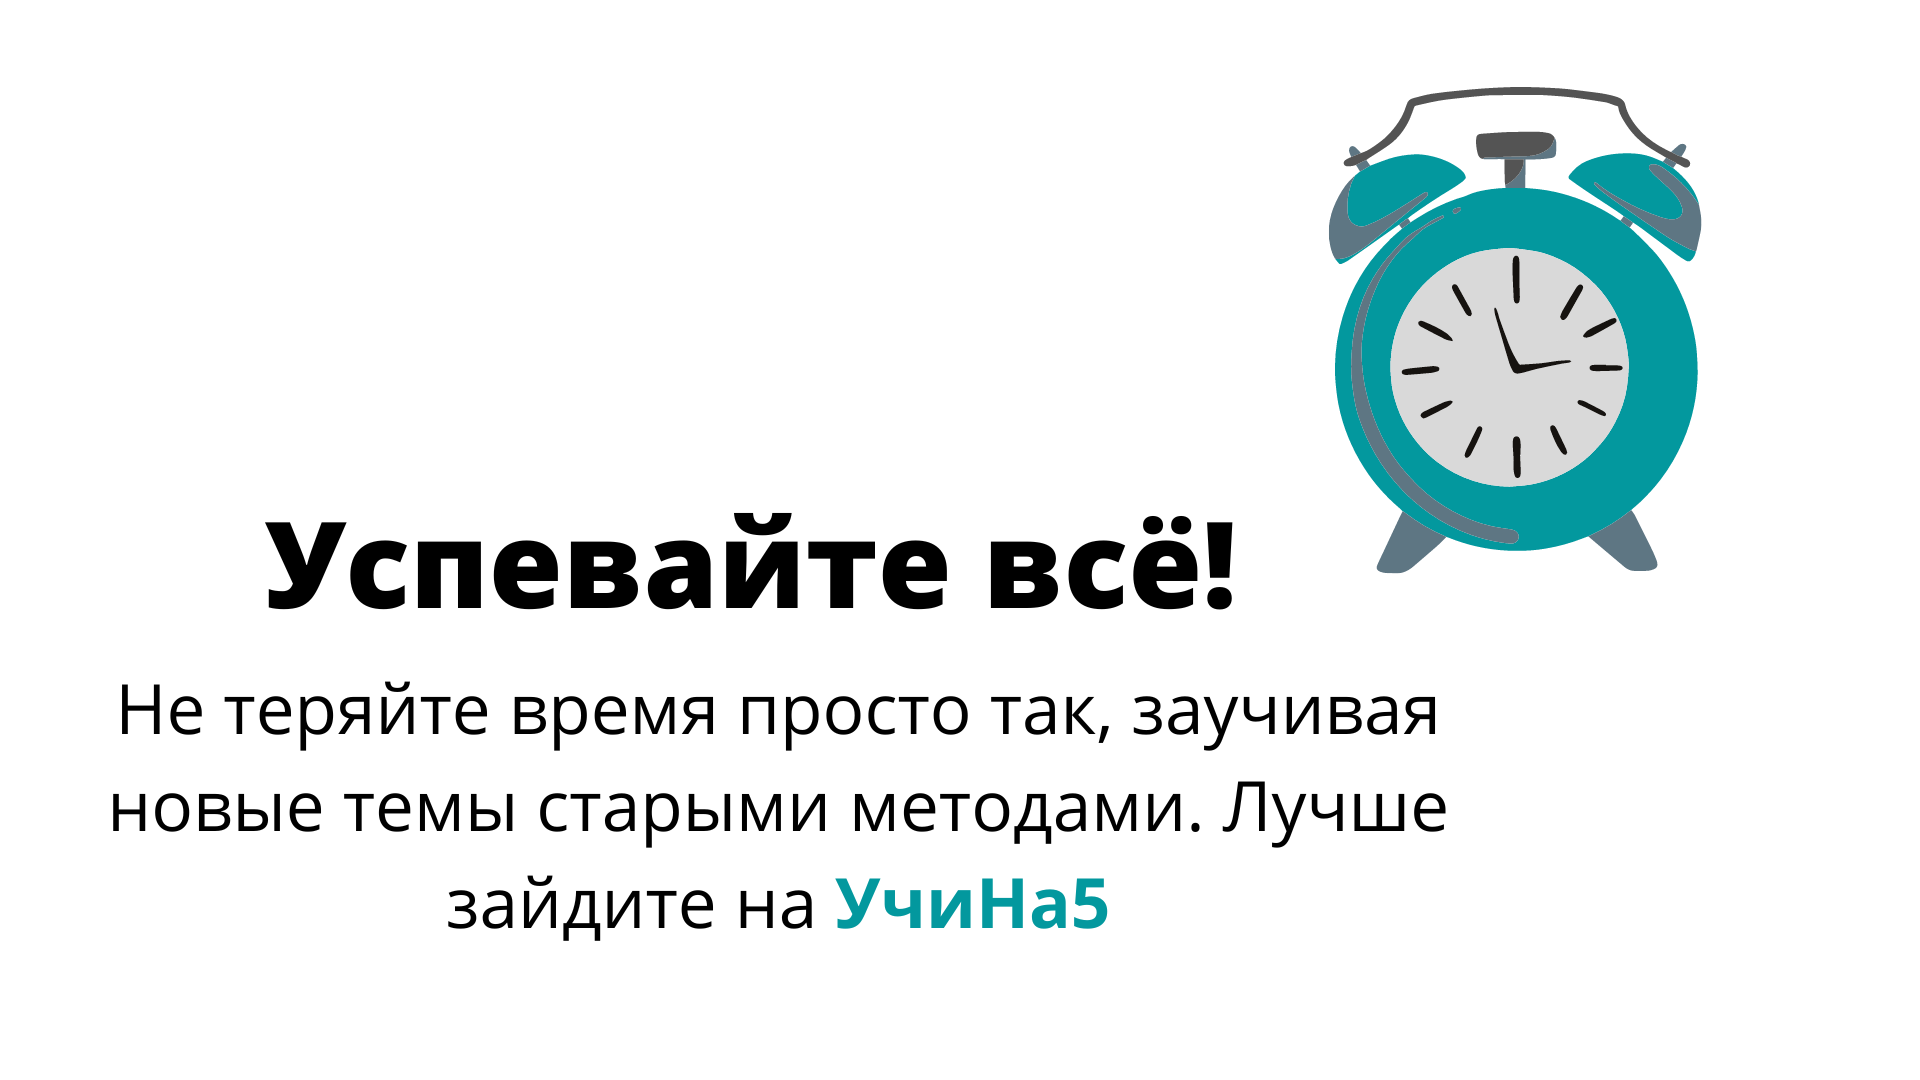 Успевайте всё!
Не теряйте время просто так, заучивая
новые темы старыми методами. Лучше
зайдите на УчиНа5